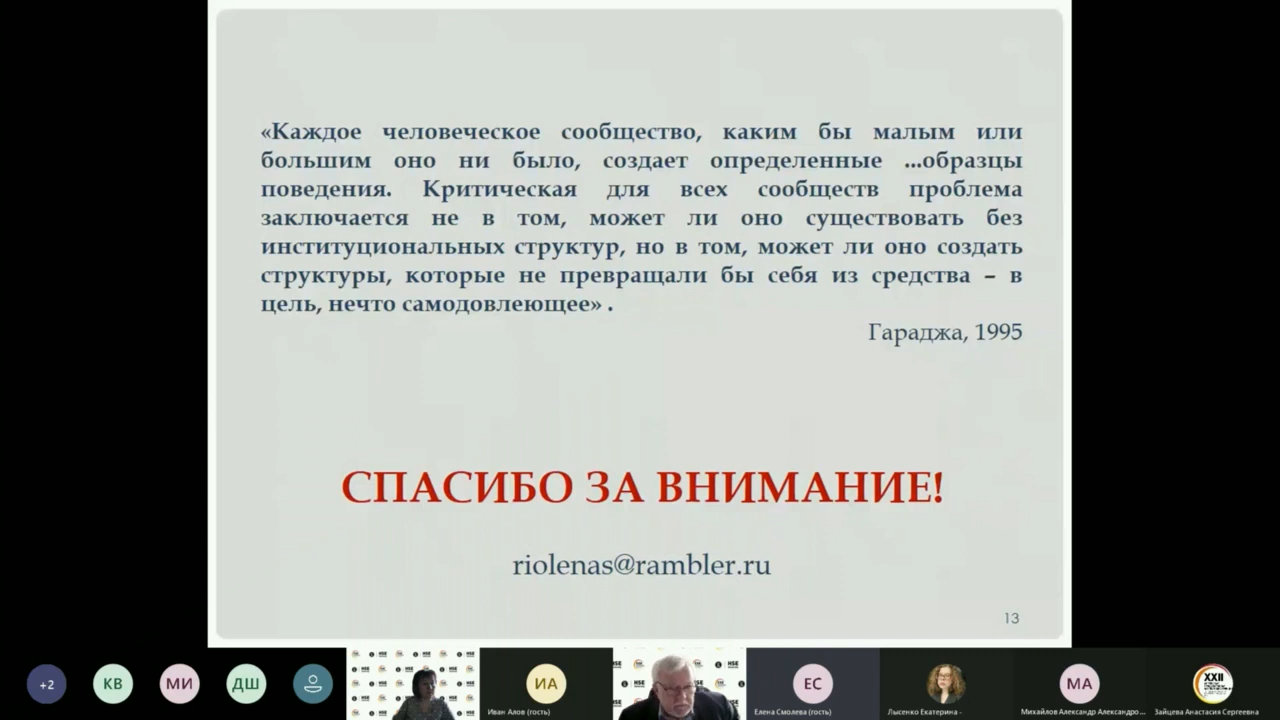 «Каждое человеческое сообщество, каким бы малым или
большим оно ни было, создает определенные ...образцы
поведения. Критическая для всех сообществ проблема
заключается не в том, может ли оно существовать без
институциональных структур, но в том, может ли оно создать
структуры, которые не превращали бы себя из средства – в
цель, нечто самодовлеющее» .
Гараджа, 1995
СПАСИБО ЗА ВНИМАНИЕ!
riolenas@rambler.ru
13
+2
КВ
МИ
ДШ
HSE
ИА
Иван Алов (гость)
HSE
ЕС
Елена Смолева (гость)
Лысенко Екатерина -
МА
Михайлов Александр Александро...
XXII
Зайцева Анастасия Сергеевна